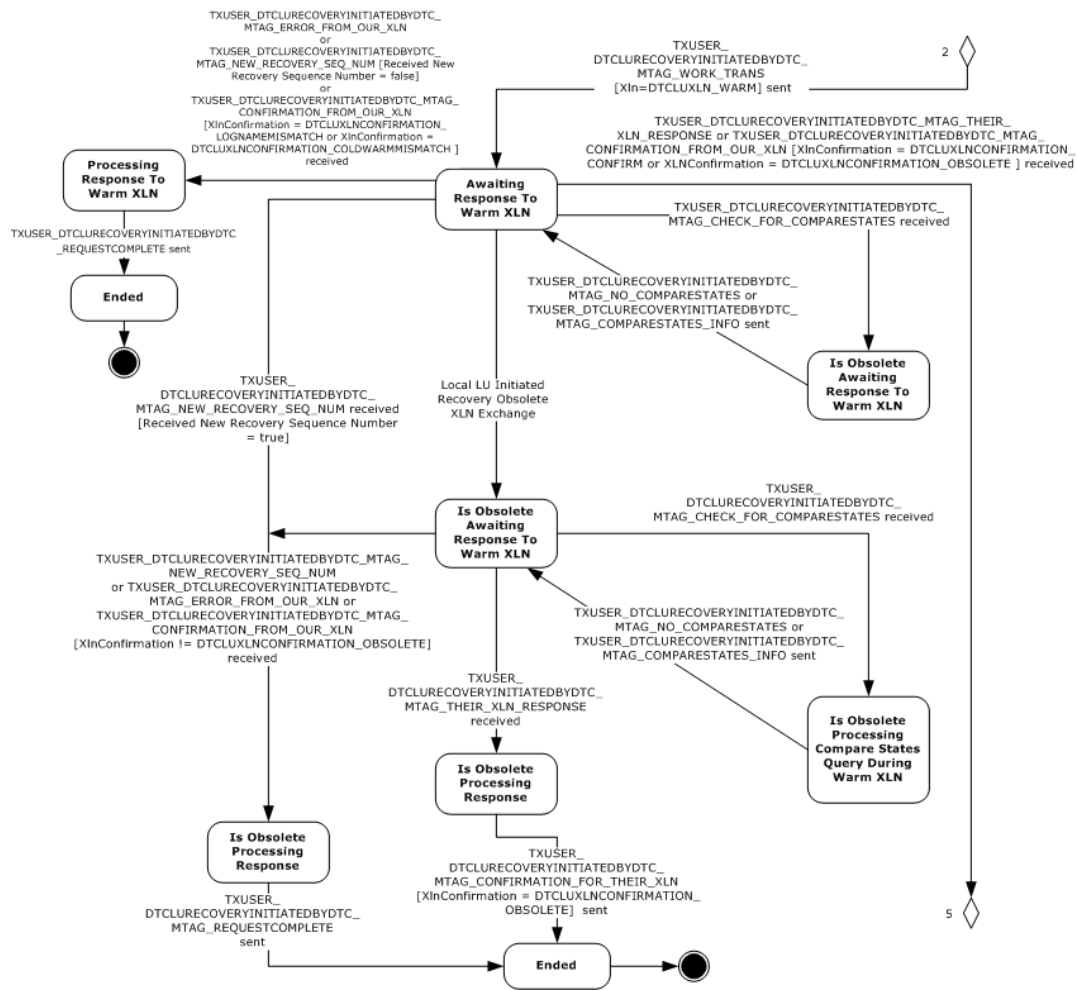 TXUSER_DTCLURECOVERYINITIATEDBYDTC_
MTAG_ERROR_FROM_OUR_XLN
or
TXUSER_DTCLURECOVERYINITIATEDBYDTC_
MTAG_NEW_RECOVERY_SEQ_NUM [Received New
Recovery Sequence Number = false]
or
TXUSER_DTCLURECOVERYINITIATEDBYDTC_MTAG_
CONFIRMATION_FROM_OUR_XLN
[XlnConfirmation = DTCLUXLNCONFIRMATION_
LOGNAMEMISMATCH or XlnConfirmation =
DTCLUXLNCONFIRMATION_COLDWARMMISMATCH ]
received
TXUSER_
DTCLURECOVERYINITIATEDBYDTC_
MTAG_WORK_TRANS
[Xln=DTCLUXLN_WARM] sent
2
TXUSER_DTCLURECOVERYINITIATEDBYDTC_MTAG_THEIR_
XLN_RESPONSE or TXUSER_DTCLURECOVERYINITIATEDBYDTC_MTAG_
CONFIRMATION_FROM_OUR_XLN [XlnConfirmation = DTCLUXLNCONFIRMATION_
CONFIRM or XLNConfirmation = DTCLUXLNCONFIRMATION_OBSOLETE ] received
Processing
Response To
Warm XLN
Awaiting
Response To
Warm XLN
TXUSER_DTCLURECOVERYINITIATEDBYDTC_
MTAG_CHECK_FOR_COMPARESTATES received
TXUSER_DTCLURECOVERYINITIATEDBYDTC
_REQUESTCOMPLETE sent
Ended
TXUSER_DTCLURECOVERYINITIATEDBYDTC_
MTAG_NO_COMPARESTATES or
TXUSER_DTCLURECOVERYINITIATEDBYDTC_
MTAG_COMPARESTATES_INFO sent
Is Obsolete
Awaiting
Response To
Warm XLN
TXUSER_
DTCLURECOVERYINITIATEDBYDTC_
MTAG_NEW_RECOVERY_SEQ_NUM received
[Received New Recovery Sequence Number
= true]
Local LU Initiated
Recovery Obsolete
XLN Exchange
Is Obsolete
Awaiting
Response To
Warm XLN
TXUSER_
DTCLURECOVERYINITIATEDBYDTC_
MTAG_CHECK_FOR_COMPARESTATES received
TXUSER_DTCLURECOVERYINITIATEDBYDTC_MTAG_
NEW_RECOVERY_SEQ_NUM
or TXUSER_DTCLURECOVERYINITIATEDBYDTC_
MTAG_ERROR_FROM_OUR_XLN or
TXUSER_DTCLURECOVERYINITIATEDBYDTC_MTAG_
CONFIRMATION_FROM_OUR_XLN
[XlnConfirmation != DTCLUXLNCONFIRMATION_OBSOLETE]
received
TXUSER_DTCLURECOVERYINITIATEDBYDTC_
MTAG_NO_COMPARESTATES or
TXUSER_DTCLURECOVERYINITIATEDBYDTC_
MTAG_COMPARESTATES_INFO sent
TXUSER_
DTCLURECOVERYINITIATEDBYDTC_
MTAG_THEIR_XLN_RESPONSE
received
Is Obsolete
Processing
Compare States
Query During
Warm XLN
Is Obsolete
Processing
Response
Is Obsolete
Processing
Response
TXUSER_
DTCLURECOVERYINITIATEDBYDTC_
MTAG_CONFIRMATION_FOR_THEIR_XLN
[XlnConfirmation = DTCLUXLNCONFIRMATION_
OBSOLETE] sent
5
TXUSER_
DTCLURECOVERYINITIATEDBYDTC_
MTAG_REQUESTCOMPLETE
sent
Ended